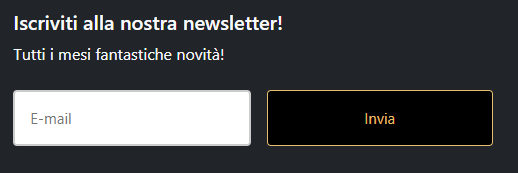 Iscriviti alla nostra newsletter!
Tutti i mesi fantastiche novità!
E-mail
Invia